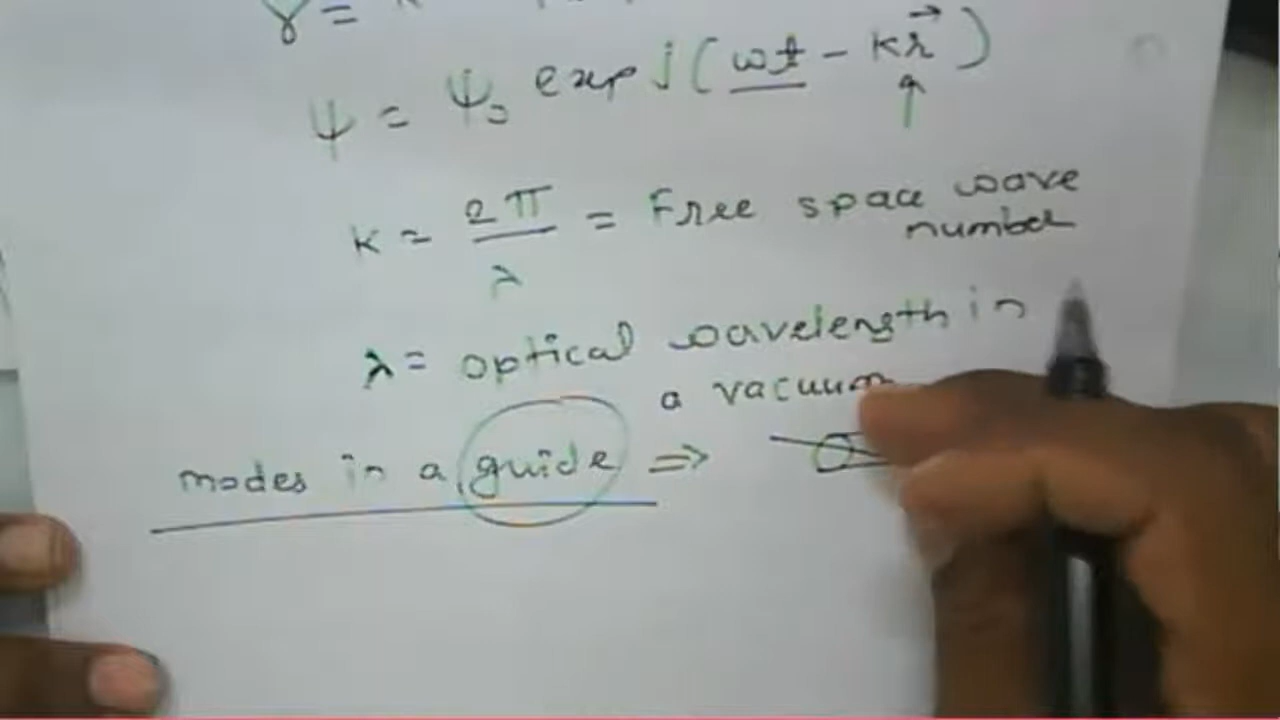 γ =
ψ = ψ₀ exp j(ωt - kr⃗)
K = 2π/λ = Free space wave number
λ = optical wavelength in a vacuum
modes in a guide ⇒